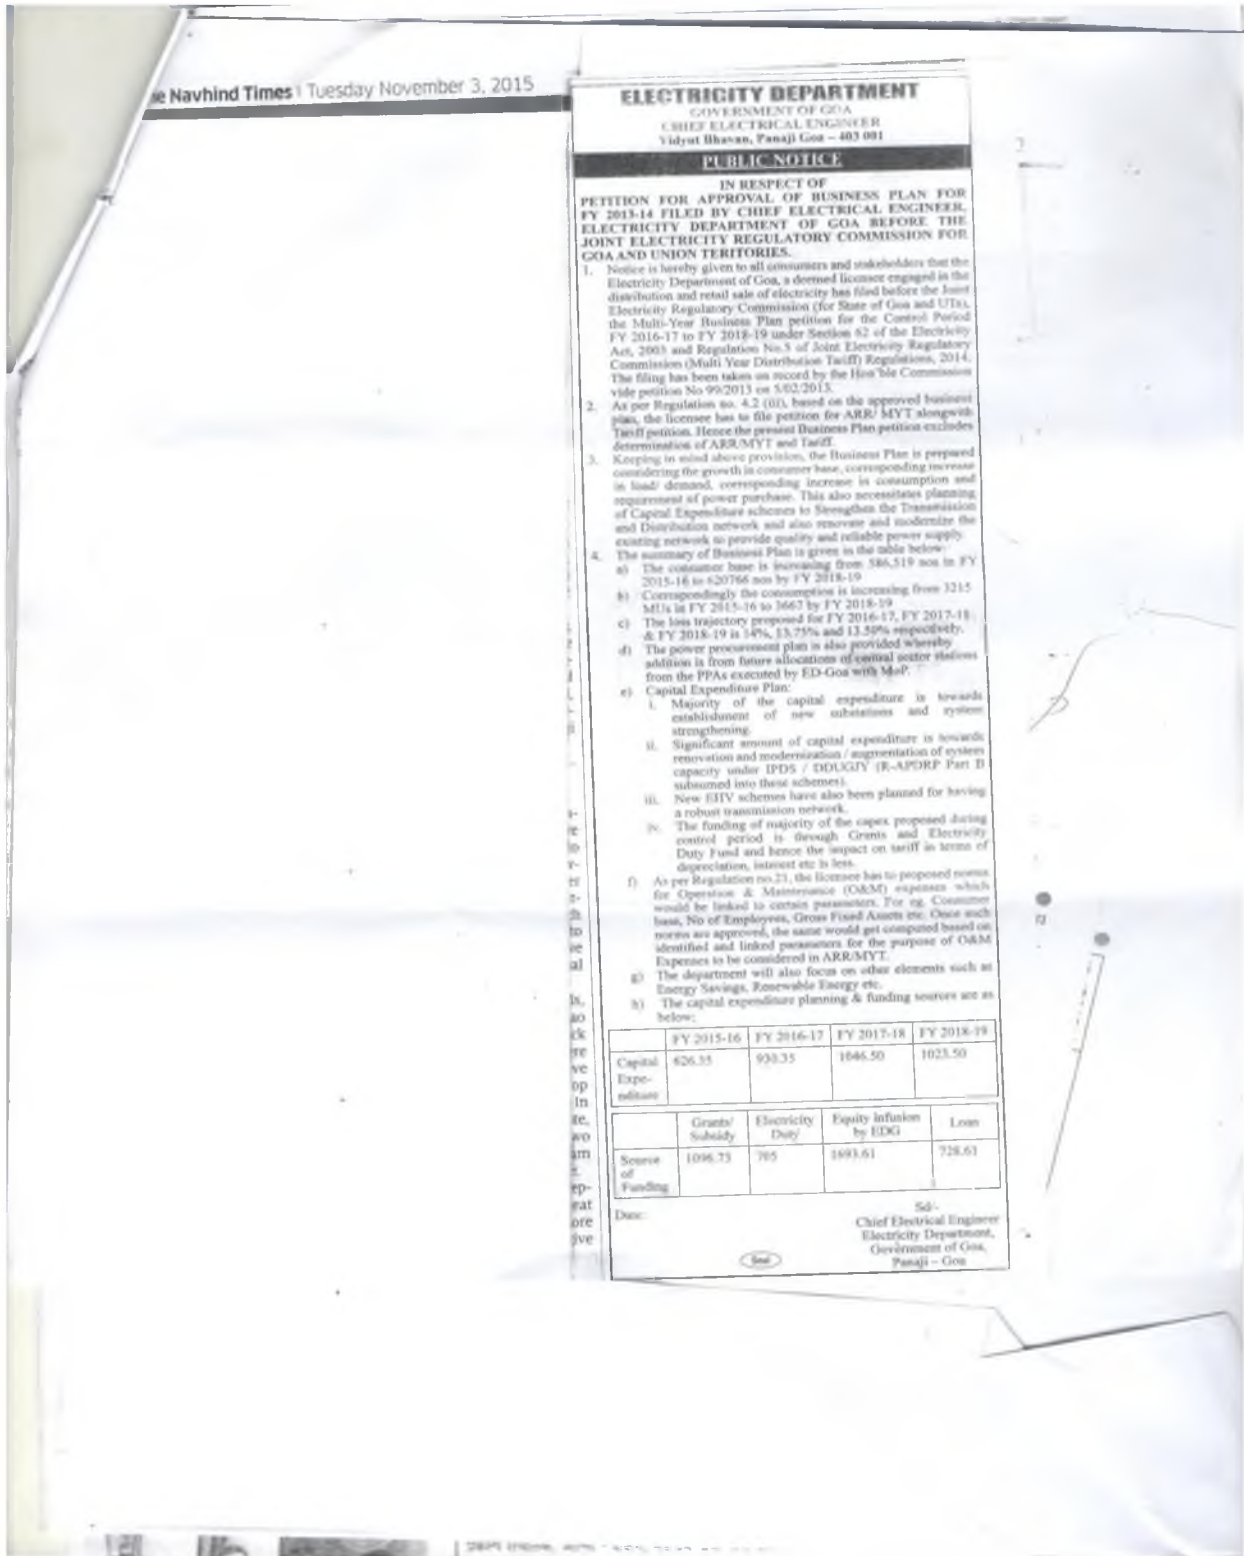 e Navhind Times | Tuesday November 3, 2015
ELECTRICITY DEPARTMENT
GOVERNMENT OF GOA
CHIEF ELECTRICAL ENGINEER
Vidyut Bhavan, Panaji Goa – 403 001
PUBLIC NOTICE
IN RESPECT OF
PETITION FOR APPROVAL OF BUSINESS PLAN FOR
FY 2013-14 FILED BY CHIEF ELECTRICAL ENGINEER,
ELECTRICITY DEPARTMENT OF GOA BEFORE THE
JOINT ELECTRICITY REGULATORY COMMISSION FOR
GOA AND UNION TERITORIES.
1. Notice is hereby given to all consumers and stakeholders that the
Electricity Department of Goa, a deemed licensee engaged in the
distribution and retail sale of electricity has filed before the Joint
Electricity Regulatory Commission (for State of Goa and UTs),
the Multi-Year Business Plan petition for the Control Period
FY 2016-17 to FY 2018-19 under Section 62 of the Electricity
Act, 2003 and Regulation No.5 of Joint Electricity Regulatory
Commission (Multi Year Distribution Tariff) Regulations, 2014.
The filing has been taken on record by the Hon'ble Commission
vide petition No 99/2015 on
2. As per Regulation no. 4.2 based on the approved business
plan, the licensee has to file petition for ARR/ MYT alongwith
Tariff petition. Hence the present Business Plan petition excludes
determination of ARR/MYT and Tariff.
3. Keeping in mind above provision, the Business Plan is prepared
considering the growth in consumer base, corresponding increase
in load/ demand, corresponding increase in consumption and
requirement of power purchase. This also necessitates planning
of Capital Expenditure schemes to Strengthen the Transmission
and Distribution network and also renovate and modernize the
existing network to provide quality and reliable power supply.
4. The summary of Business Plan is given in the table below:
a) The consumer base is increasing from 586,519 nos in FY
2015-16 to 620766 nos by FY 2018-19
b) Correspondingly the consumption is increasing from 3215
MUs in FY 2015-16 to 3667 by FY 2018-19
c) The loss trajectory proposed for FY 2016-17, FY 2017-18
& FY 2018-19 is 14%, 13.75% and 13.50% respectively.
d) The power procurement plan is also provided whereby
addition is from future allocations of central sector stations
from the PPAs executed by ED-Goa with MoP.
e) Capital Expenditure Plan:
i. Majority of the capital expenditure is towards
establishment of new substations and system
strengthening.
ii. Significant amount of capital expenditure is towards
renovation and modernization / augmentation of system
capacity under IPDS / DDUGJY (R-APDRP Part B
subsumed into these schemes).
iii. New EHV schemes have also been planned for having
a robust transmission network.
iv. The funding of majority of the capex proposed during
control period is through Grants and Electricity
Duty Fund and hence the impact on tariff in terms of
depreciation, interest etc is less.
f) As per Regulation no.21, the licensee has to proposed norms
for Operation & Maintenance (O&M) expenses which
would be linked to certain parameters. For eg. Consumer
base, No of Employees, Gross Fixed Assets etc. Once such
norms are approved, the same would get computed based on
identified and linked parameters for the purpose of O&M
Expenses to be considered in ARR/MYT.
g) The department will also focus on other elements such as
Energy Savings, Renewable Energy etc.
h) The capital expenditure planning & funding sources are as
below:
FY 2015-16 FY 2016-17 FY 2017-18 FY 2018-19
Capital Expe- nditure 626.35 930.35 1046.50 1023.50
Grants/ Subsidy Electricity Duty Equity Infusion by EDG Loan
Source of Funding 1096.75 705 1693.61 728.61
Date:
Sd/-
Chief Electrical Engineer
Electricity Department,
Government of Goa,
Panaji – Goa
Seal